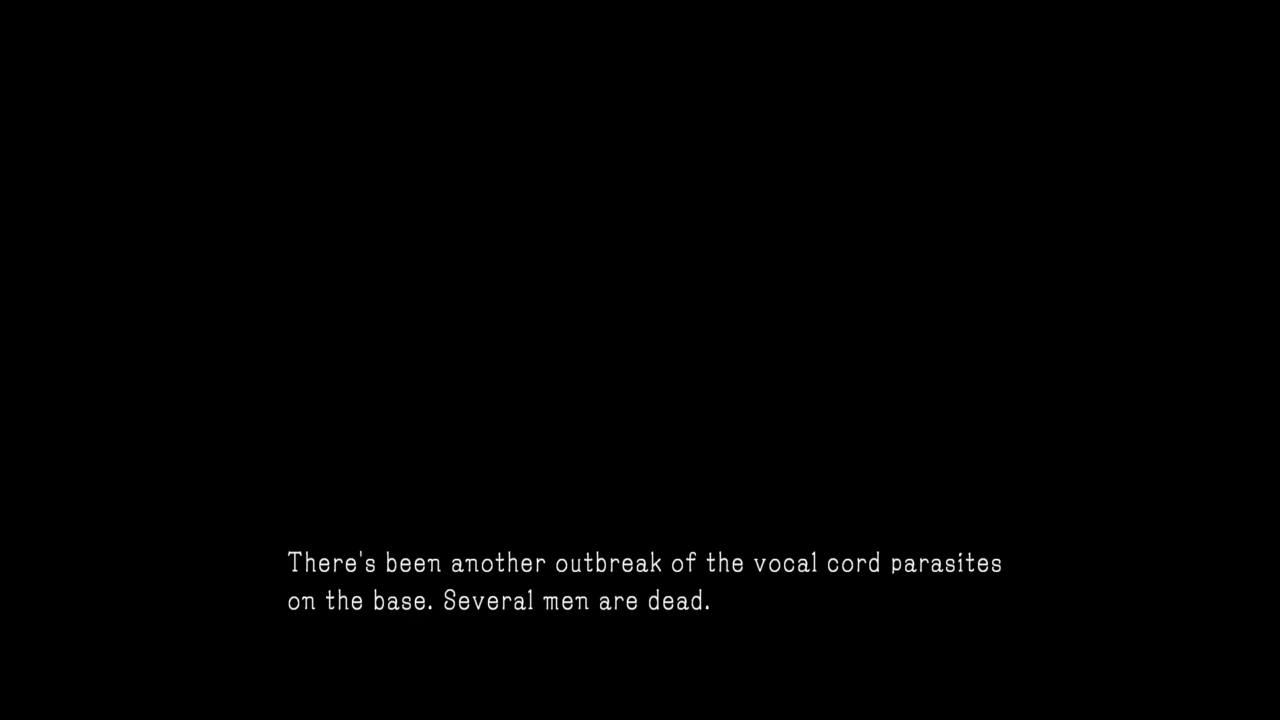 There's been another outbreak of the vocal cord parasites
on the base. Several men are dead.